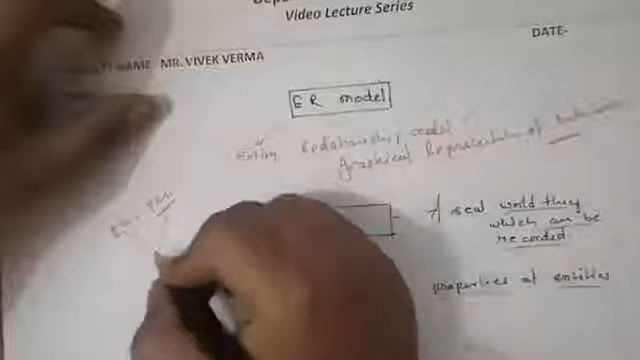 Video Lecture Series
DATE-
NAME MR. VIVEK VERMA
ER model
Relationship model
Graphical Representation of
A real world thing
which can be
recorded
properties of entities